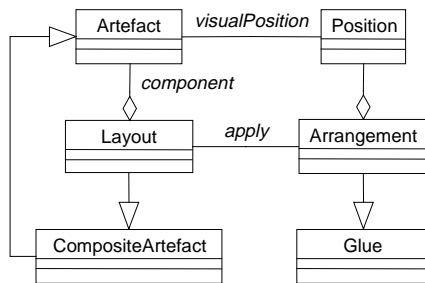 Artefact
visualPosition
Position
component
Layout
apply
Arrangement
CompositeArtefact
Glue